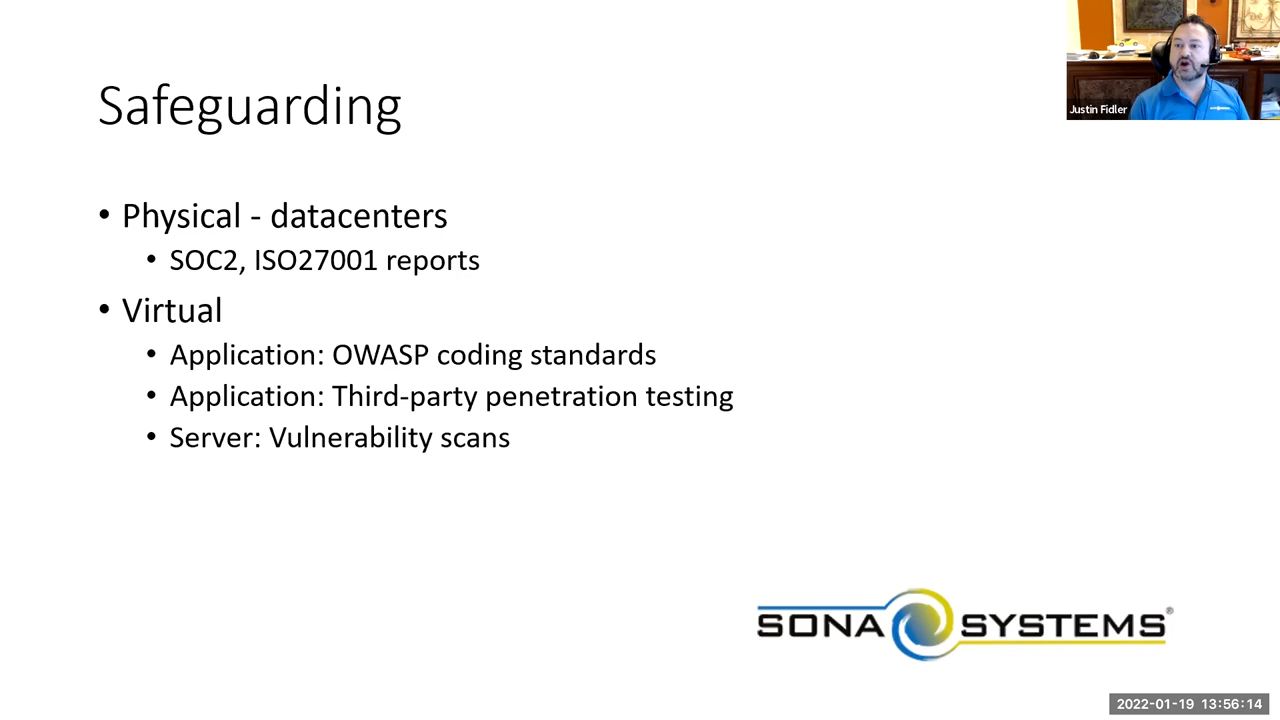 Safeguarding
Justin Fidler
• Physical - datacenters
• SOC2, ISO27001 reports
• Virtual
• Application: OWASP coding standards
• Application: Third-party penetration testing
• Server: Vulnerability scans
SONA SYSTEMS®
2022-01-19 13:56:14